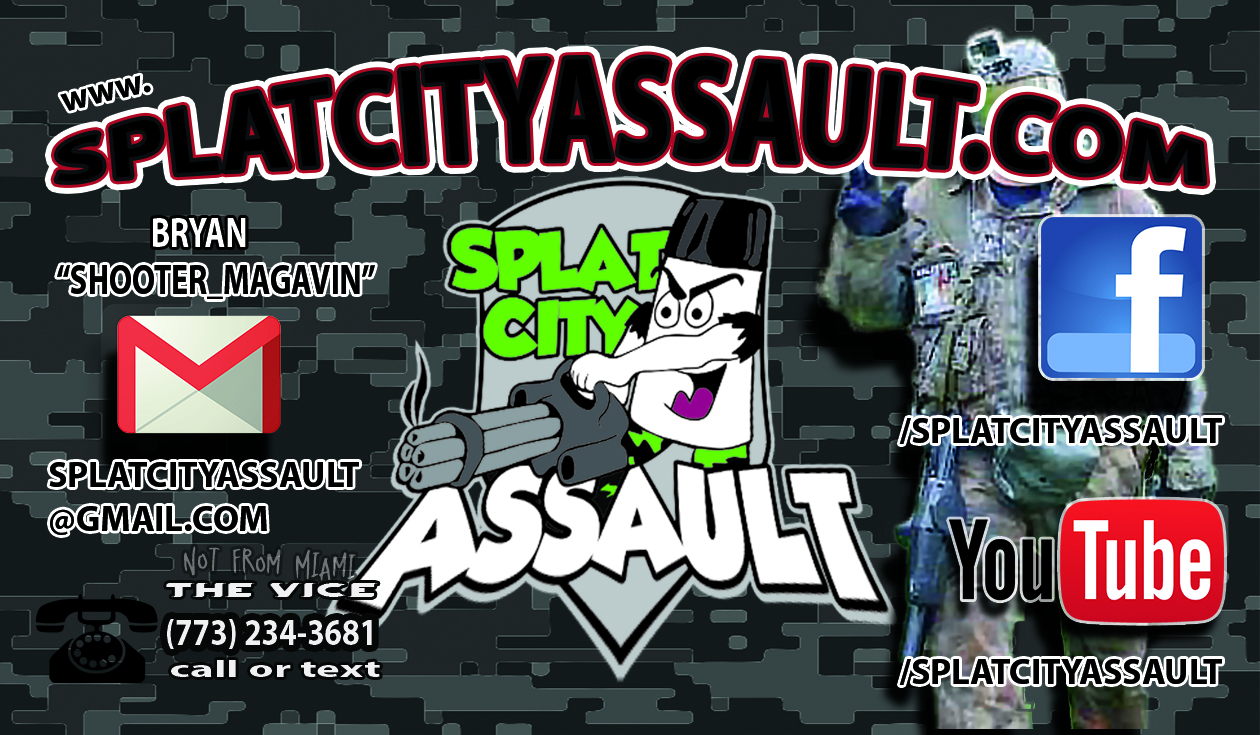 www.
SPLATCITYASSAULT.COM
BRYAN
“SHOOTER_MAGAVIN”
SPLATCITYASSAULT
@GMAIL.COM
NOT FROM MIAMI
THE VICE
(773) 234-3681
call or text
SPLAT
CITY
ASSAULT
f
/SPLATCITYASSAULT
YouTube
/SPLATCITYASSAULT